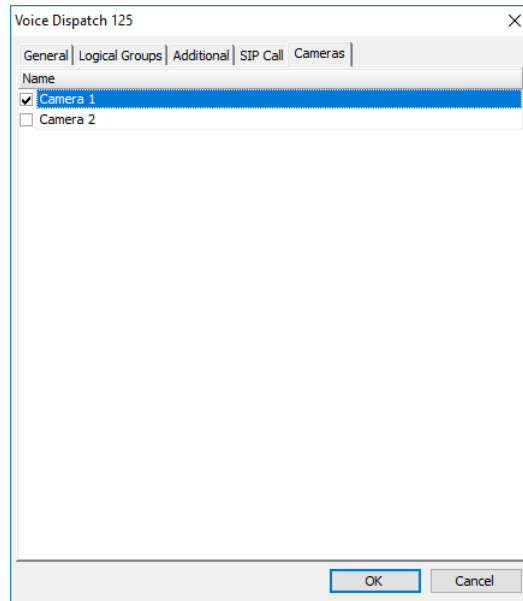 Voice Dispatch 125
General Logical Groups Additional SIP Call Cameras
Name
Camera 1
Camera 2
OK Cancel